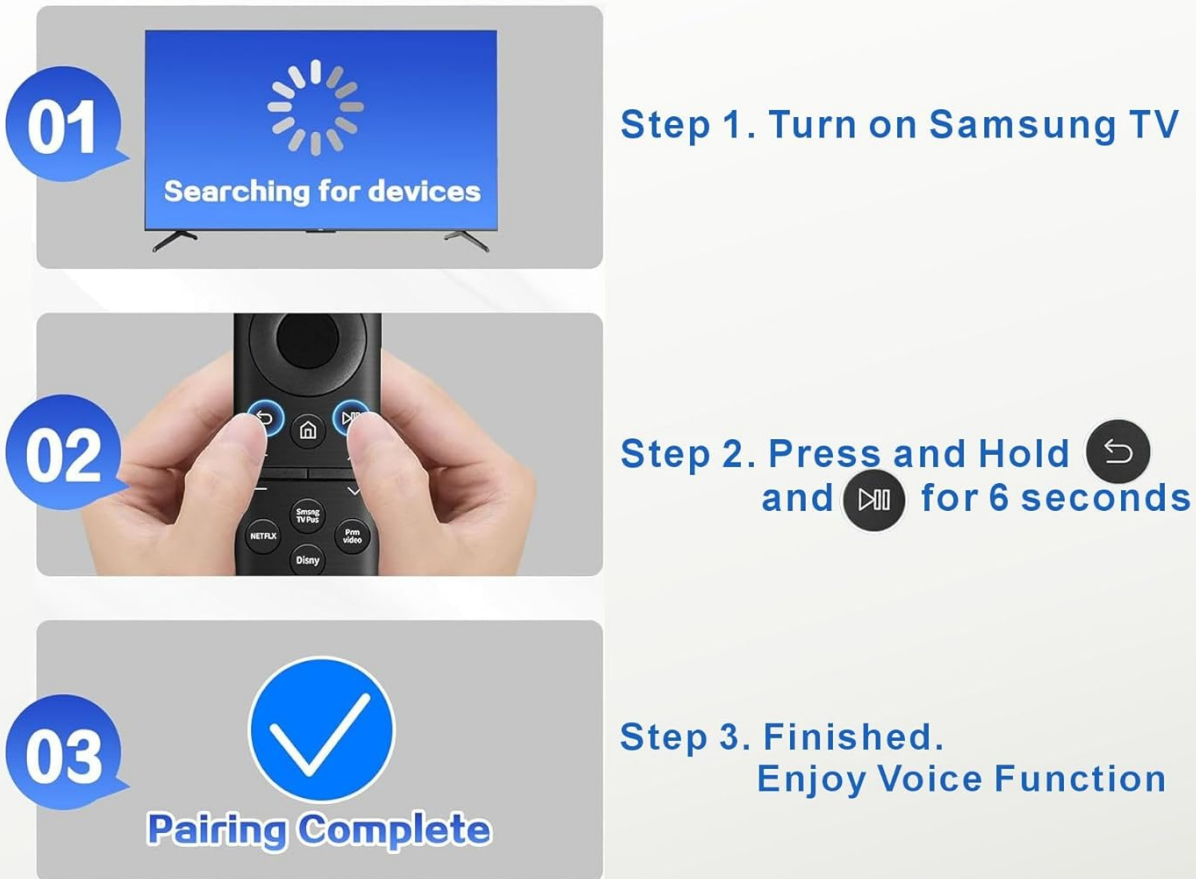 01
Searching for devices
Step 1. Turn on Samsung TV
02
Smsng
TV Pus
NETFLX
Prm
video
Disny
Step 2. Press and Hold
and for 6 seconds
03
Pairing Complete
Step 3. Finished.
Enjoy Voice Function